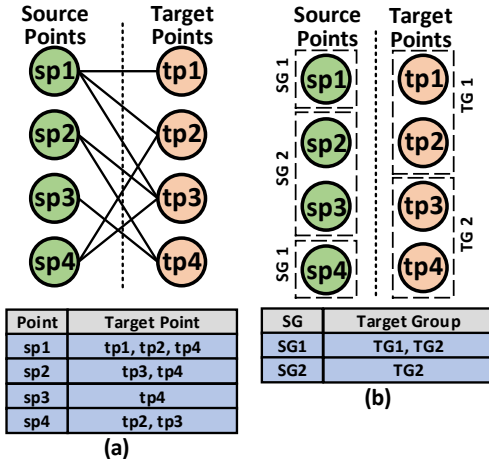 Source Points
Target Points
sp1
tp1
sp2
tp2
sp3
tp3
sp4
tp4
Point Target Point
sp1 tp1, tp2, tp4
sp2 tp3, tp4
sp3 tp4
sp4 tp2, tp3
(a)
Source Points
Target Points
SG 1
sp1
tp1
TG 1
SG 2
sp2
tp2
sp3
tp3
TG 2
SG 1
sp4
tp4
SG Target Group
SG1 TG1, TG2
SG2 TG2
(b)